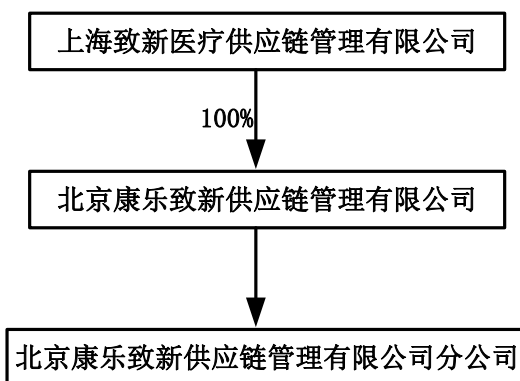 上海致新医疗供应链管理有限公司
100%
北京康乐致新供应链管理有限公司
北京康乐致新供应链管理有限公司分公司